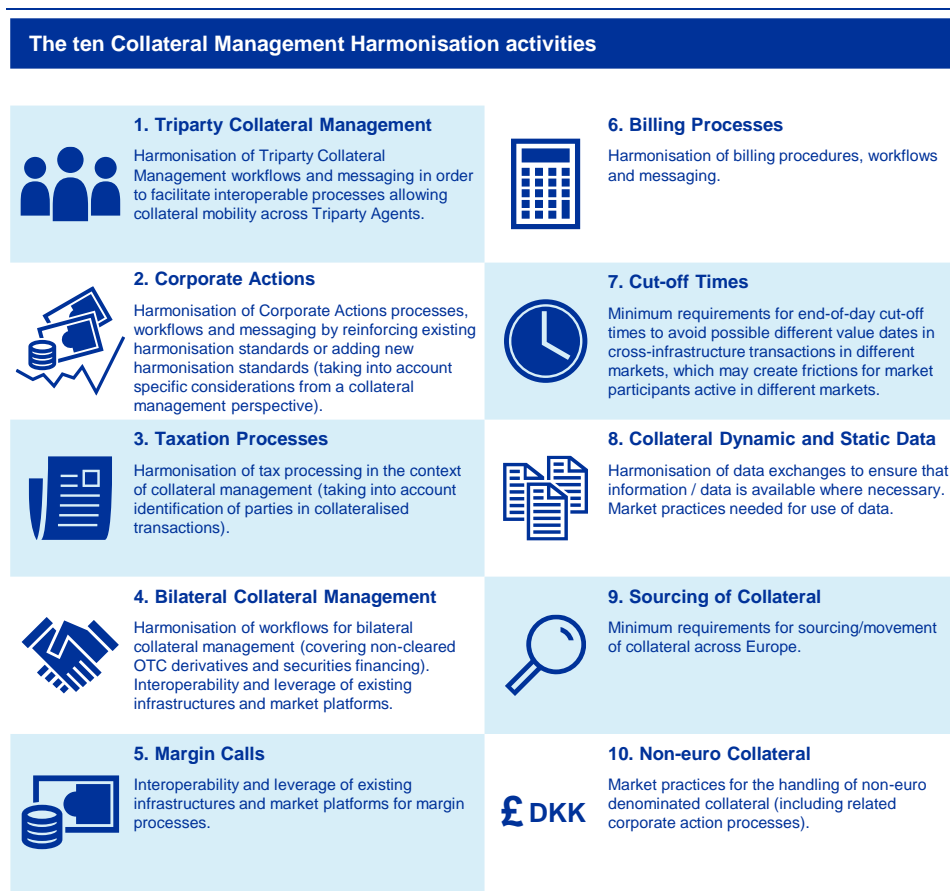 The ten Collateral Management Harmonisation activities
1. Triparty Collateral Management
Harmonisation of Triparty Collateral
Management workflows and messaging in order
to facilitate interoperable processes allowing
collateral mobility across Triparty Agents.
2. Corporate Actions
Harmonisation of Corporate Actions processes,
workflows and messaging by reinforcing existing
harmonisation standards or adding new
harmonisation standards (taking into account
specific considerations from a collateral
management perspective).
3. Taxation Processes
Harmonisation of tax processing in the context
of collateral management (taking into account
identification of parties in collateralised
transactions).
4. Bilateral Collateral Management
Harmonisation of workflows for bilateral
collateral management (covering non-cleared
OTC derivatives and securities financing).
Interoperability and leverage of existing
infrastructures and market platforms.
5. Margin Calls
Interoperability and leverage of existing
infrastructures and market platforms for margin
processes.
6. Billing Processes
Harmonisation of billing procedures, workflows
and messaging.
7. Cut-off Times
Minimum requirements for end-of-day cut-off
times to avoid possible different value dates in
cross-infrastructure transactions in different
markets, which may create frictions for market
participants active in different markets.
8. Collateral Dynamic and Static Data
Harmonisation of data exchanges to ensure that
information / data is available where necessary.
Market practices needed for use of data.
9. Sourcing of Collateral
Minimum requirements for sourcing/movement
of collateral across Europe.
10. Non-euro Collateral
£ DKK
Market practices for the handling of non-euro
denominated collateral (including related
corporate action processes).